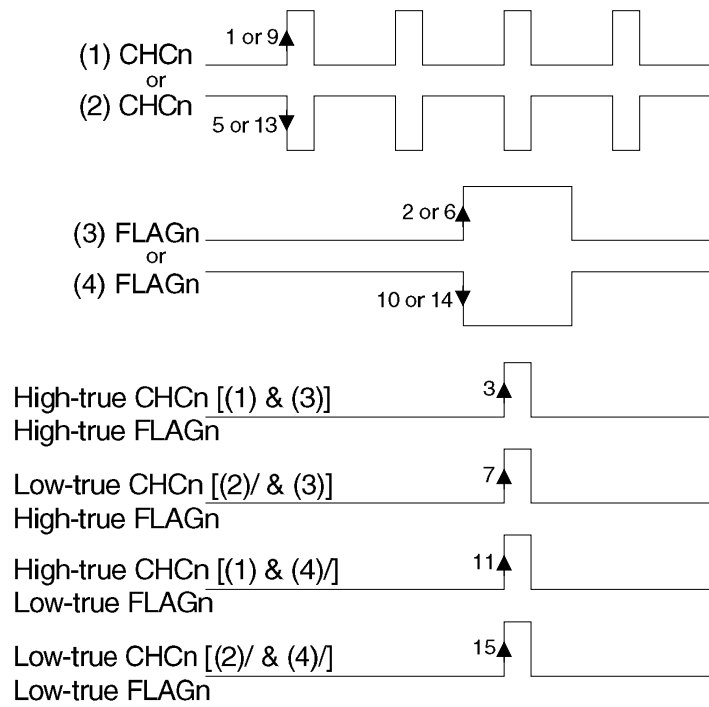 1 or 9
(1) CHCn
or
(2) CHCn
5 or 13
2 or 6
(3) FLAGn
or
(4) FLAGn
10 or 14
3
High-true CHCn [(1) & (3)]
High-true FLAGn
7
Low-true CHCn [(2)/ & (3)]
High-true FLAGn
11
High-true CHCn [(1) & (4)/]
Low-true FLAGn
15
Low-true CHCn [(2)/ & (4)/]
Low-true FLAGn